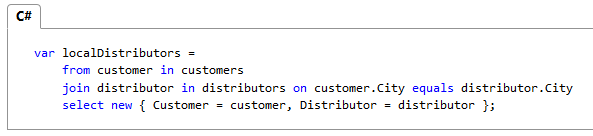 C#
var localDistributors =
    from customer in customers
    join distributor in distributors on customer.City equals distributor.City
    select new { Customer = customer, Distributor = distributor };